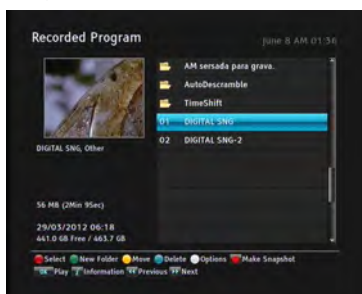 Recorded Program
June 8 AM 01:56
AM sersada para grava..
AutoDescramble
TimeShift
01 DIGITAL SNG
02 DIGITAL SNG-2
DIGITAL SNG, Other
56 MB (2Min 9Sec)
29/03/2012 06:18
441.0 GB Free / 463.7 GB
Select New Folder Move Delete Options Make Snapshot
OK Play i Information Previous Next